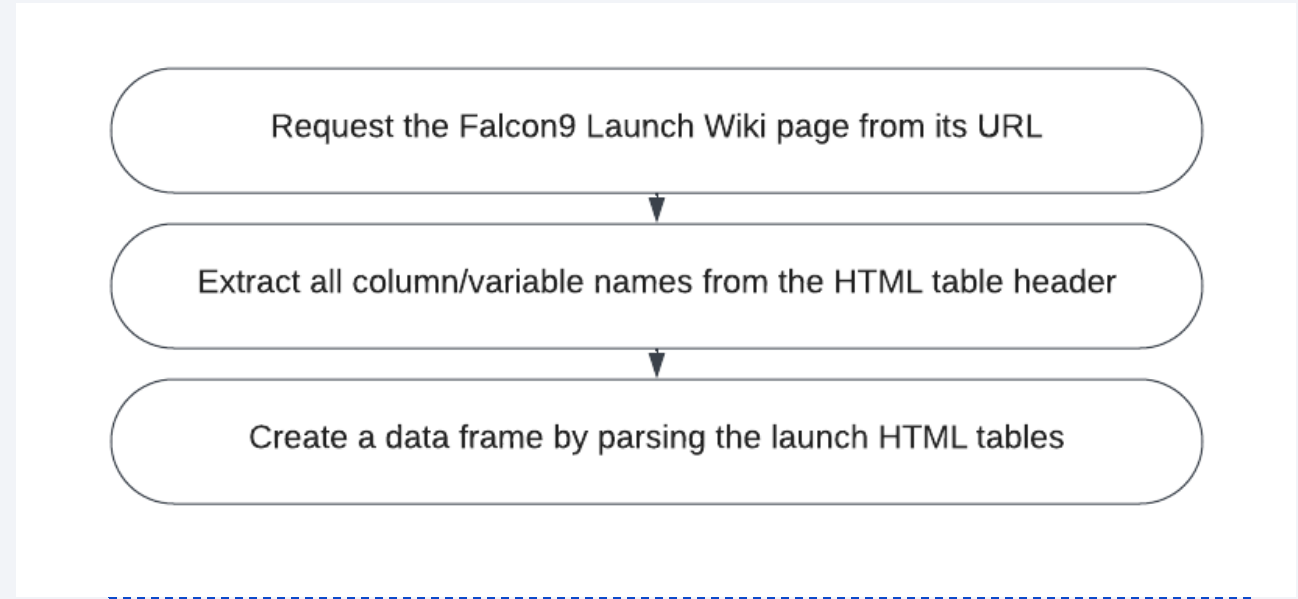 Request the Falcon9 Launch Wiki page from its URL
Extract all column/variable names from the HTML table header
Create a data frame by parsing the launch HTML tables